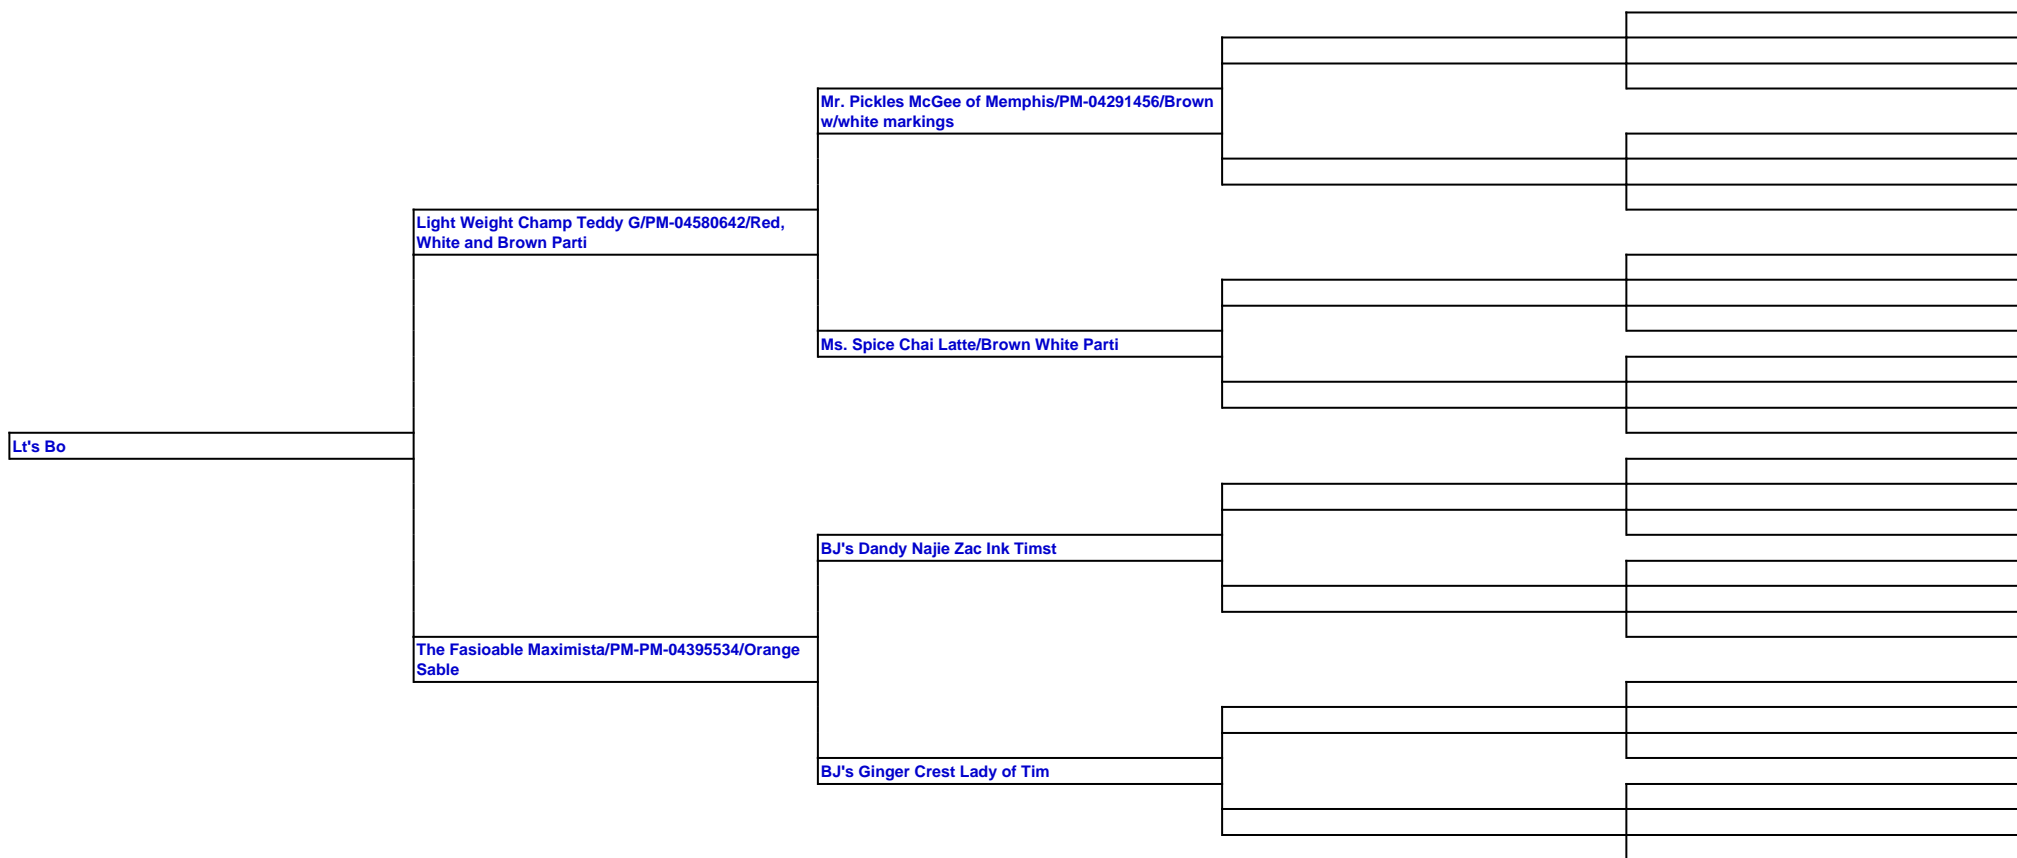 Mr. Pickles McGee of Memphis/PM-04291456/Brown
w/white markings
Light Weight Champ Teddy G/PM-04580642/Red,
White and Brown Parti
Ms. Spice Chai Latte/Brown White Parti
Lt's Bo
BJ's Dandy Najie Zac Ink Timst
The Fasioable Maximista/PM-PM-04395534/Orange
Sable
BJ's Ginger Crest Lady of Tim